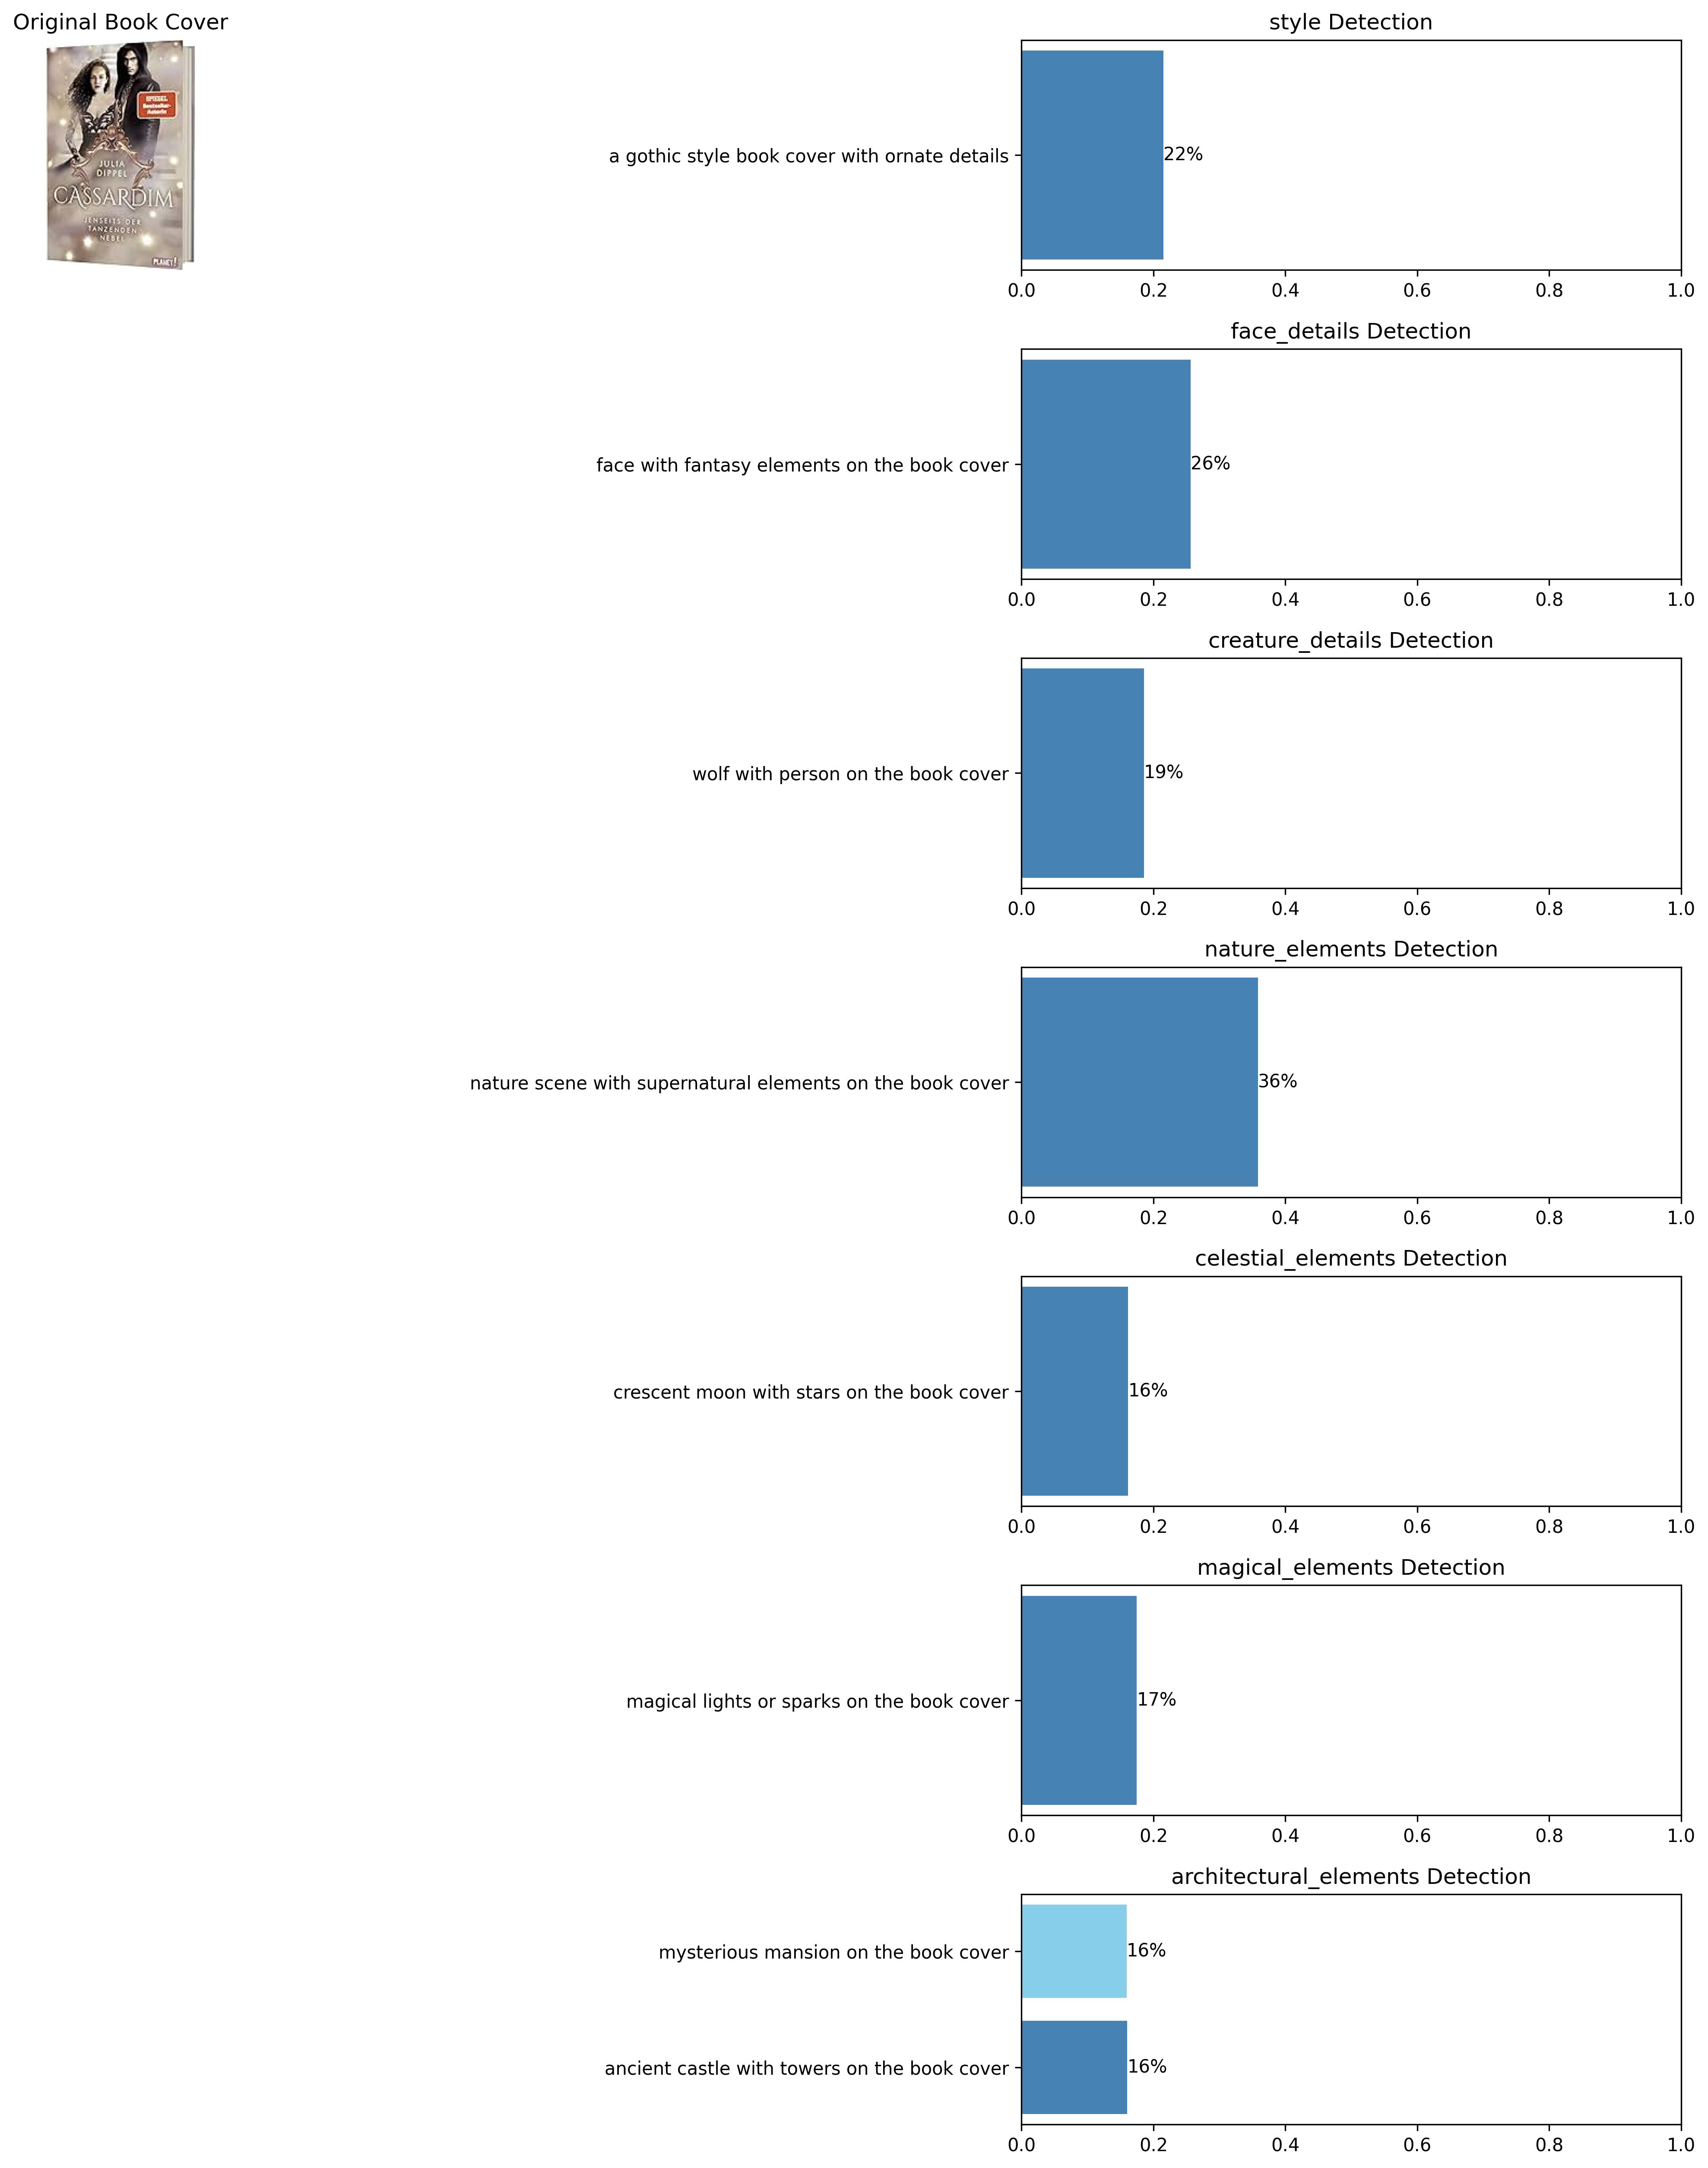 Original Book Cover
SPIEGEL
Bestseller-
Autorin
JULIA
DIPPEL
CASSARDIM
JENSEITS DER
TANZENDEN
NEBEL
PLANET!
style Detection
a gothic style book cover with ornate details
22%
0.0 0.2 0.4 0.6 0.8 1.0
face_details Detection
face with fantasy elements on the book cover
26%
0.0 0.2 0.4 0.6 0.8 1.0
creature_details Detection
wolf with person on the book cover
19%
0.0 0.2 0.4 0.6 0.8 1.0
nature_elements Detection
nature scene with supernatural elements on the book cover
36%
0.0 0.2 0.4 0.6 0.8 1.0
celestial_elements Detection
crescent moon with stars on the book cover
16%
0.0 0.2 0.4 0.6 0.8 1.0
magical_elements Detection
magical lights or sparks on the book cover
17%
0.0 0.2 0.4 0.6 0.8 1.0
architectural_elements Detection
mysterious mansion on the book cover
16%
ancient castle with towers on the book cover
16%
0.0 0.2 0.4 0.6 0.8 1.0